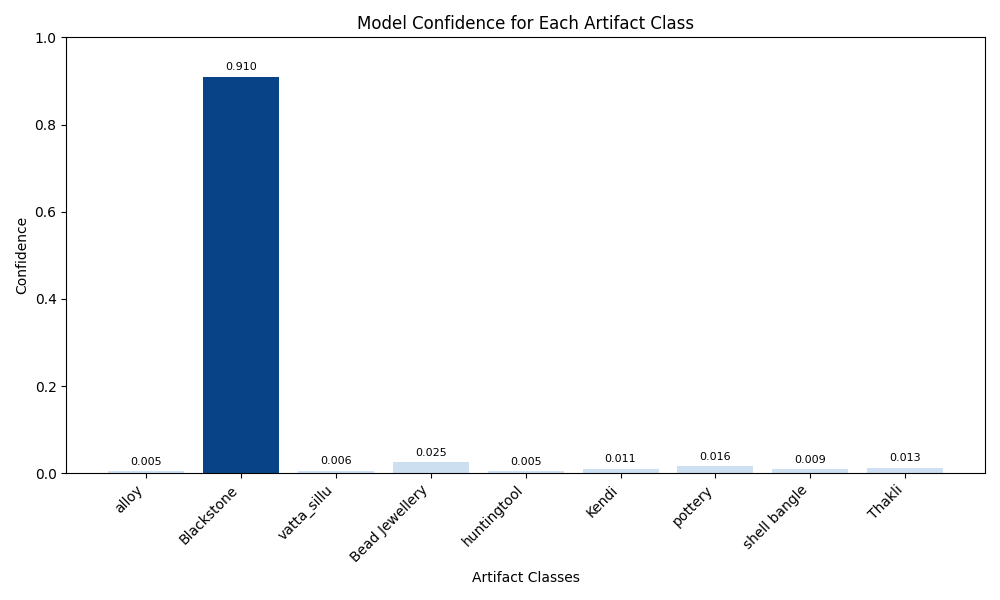 Model Confidence for Each Artifact Class
1.0
0.8
0.6
0.4
0.2
0.0
Confidence
0.005
0.910
0.006
0.025
0.005
0.011
0.016
0.009
0.013
alloy
Blackstone
vatta_sillu
Bead Jewellery
huntingtool
Kendi
pottery
shell bangle
Thakli
Artifact Classes